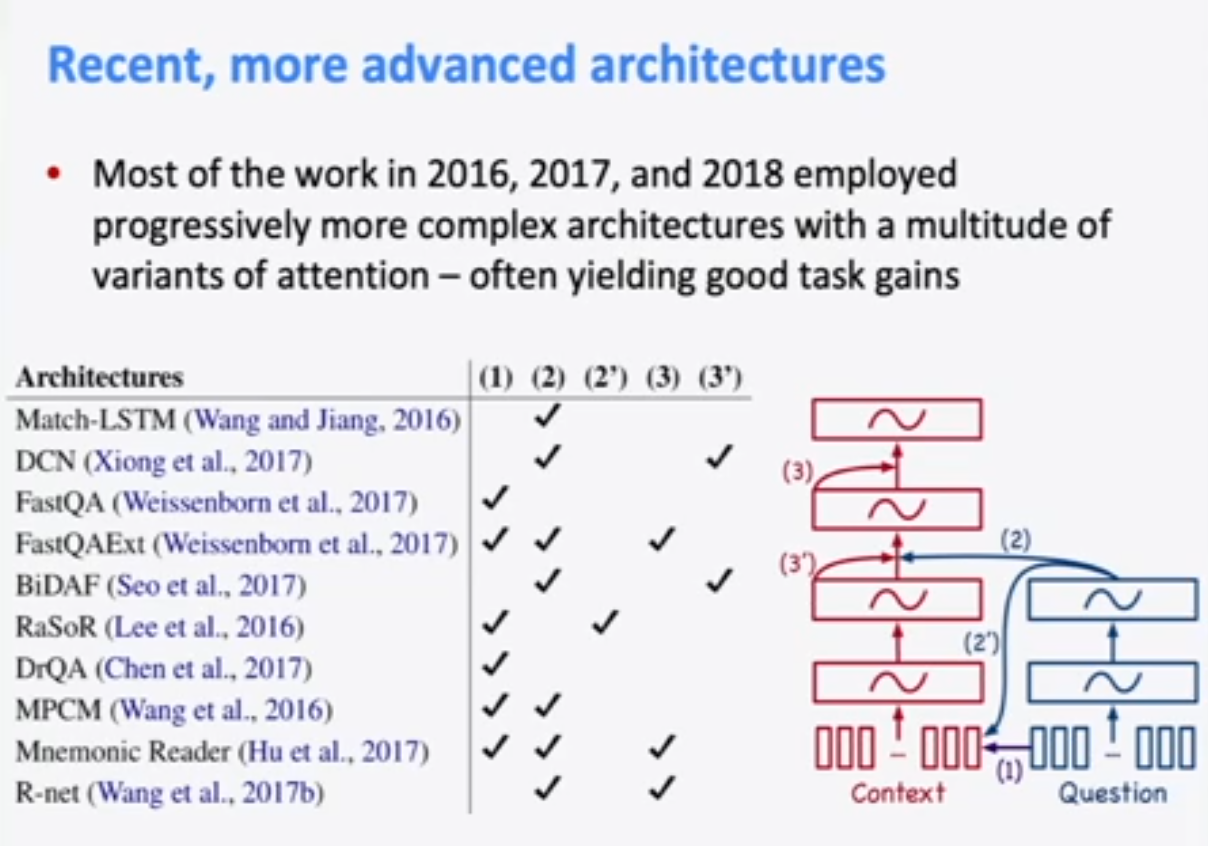 Recent, more advanced architectures
• Most of the work in 2016, 2017, and 2018 employed
progressively more complex architectures with a multitude of
variants of attention – often yielding good task gains
Architectures (1) (2) (2’) (3) (3’)
Match-LSTM (Wang and Jiang, 2016) ✓
DCN (Xiong et al., 2017) ✓ ✓
FastQA (Weissenborn et al., 2017) ✓
FastQAExt (Weissenborn et al., 2017) ✓ ✓ ✓
BiDAF (Seo et al., 2017) ✓ ✓
RaSoR (Lee et al., 2016) ✓ ✓
DrQA (Chen et al., 2017) ✓
MPCM (Wang et al., 2016) ✓ ✓
Mnemonic Reader (Hu et al., 2017) ✓ ✓ ✓
R-net (Wang et al., 2017b) ✓ ✓
(3)
(2)
(3’)
(2’)
(1)
Context Question